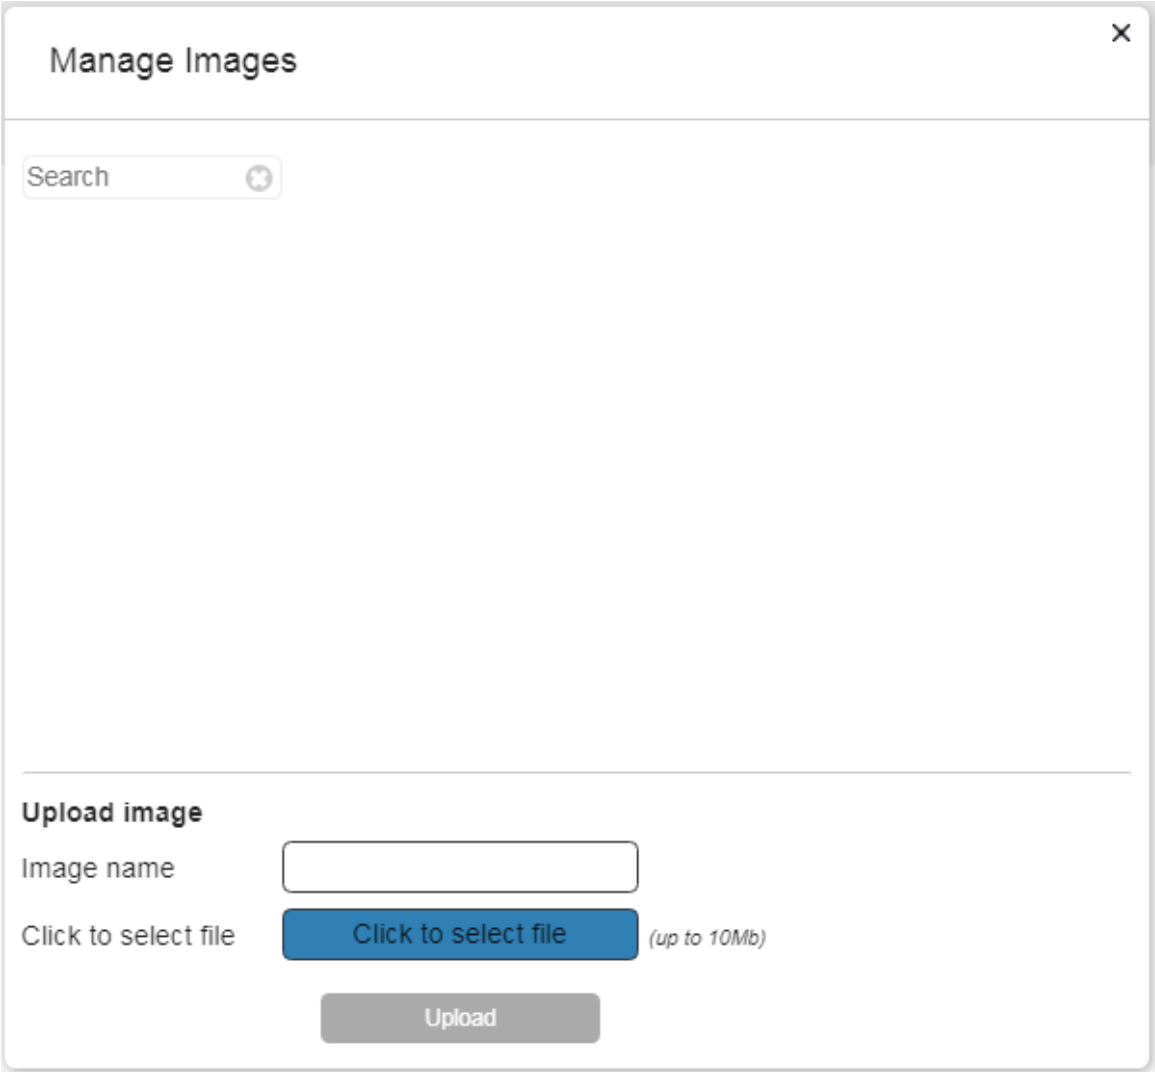 Manage Images
Search
Upload image
Image name
Click to select file Click to select file (up to 10Mb)
Upload